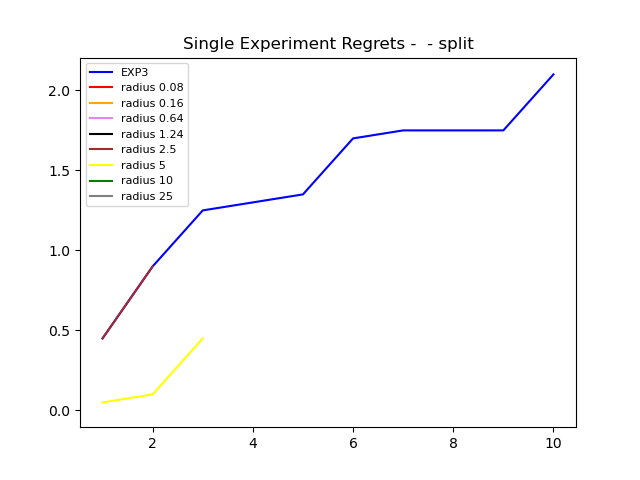 Single Experiment Regrets -  - split
EXP3
radius 0.08
radius 0.16
radius 0.64
radius 1.24
radius 2.5
radius 5
radius 10
radius 25
2.0
1.5
1.0
0.5
0.0
2 4 6 8 10